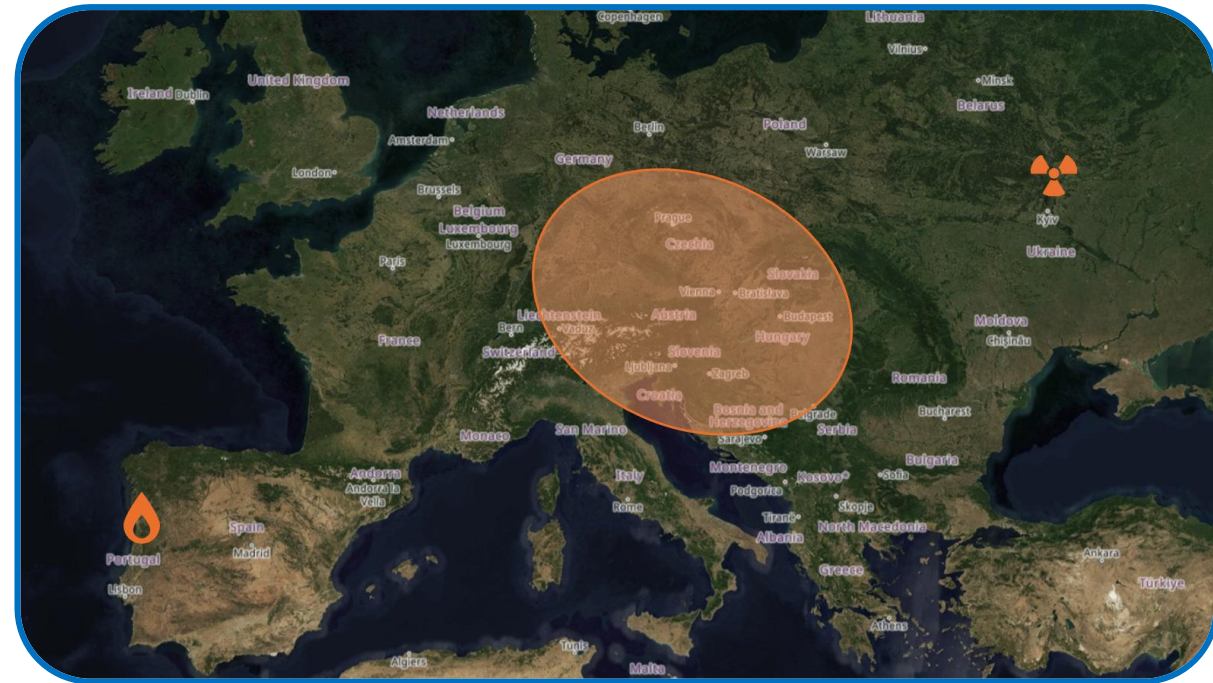 Copenhagen
Lithuania
Vilnius
United Kingdom
Minsk
Ireland Dublin
Belarus
Netherlands
Poland
Berlin
Amsterdam
Warsaw
Germany
London
Brussels
Belgium
Prague
Kyiv
Luxembourg
Luxembourg
Czechia
Ukraine
Paris
Slovakia
Vienna
Bratislava
Liechtenstein
Austria
Budapest
Moldova
Bern
Vaduz
Hungary
France
Chișinău
Switzerland
Slovenia
Ljubljana
Zagreb
Romania
Croatia
Bosnia and
Herzegovina
Belgrade
Bucharest
San Marino
Serbia
Monaco
Sarajevo
Bulgaria
Montenegro
Kosovo*
Sofia
Andorra
Andorra la
Vella
Italy
Podgorica
Rome
Skopje
Tirane
Spain
North Macedonia
Madrid
Albania
Portugal
Ankara
Greece
Türkiye
Lisbon
Athens
Tunis
Algiers
Malta